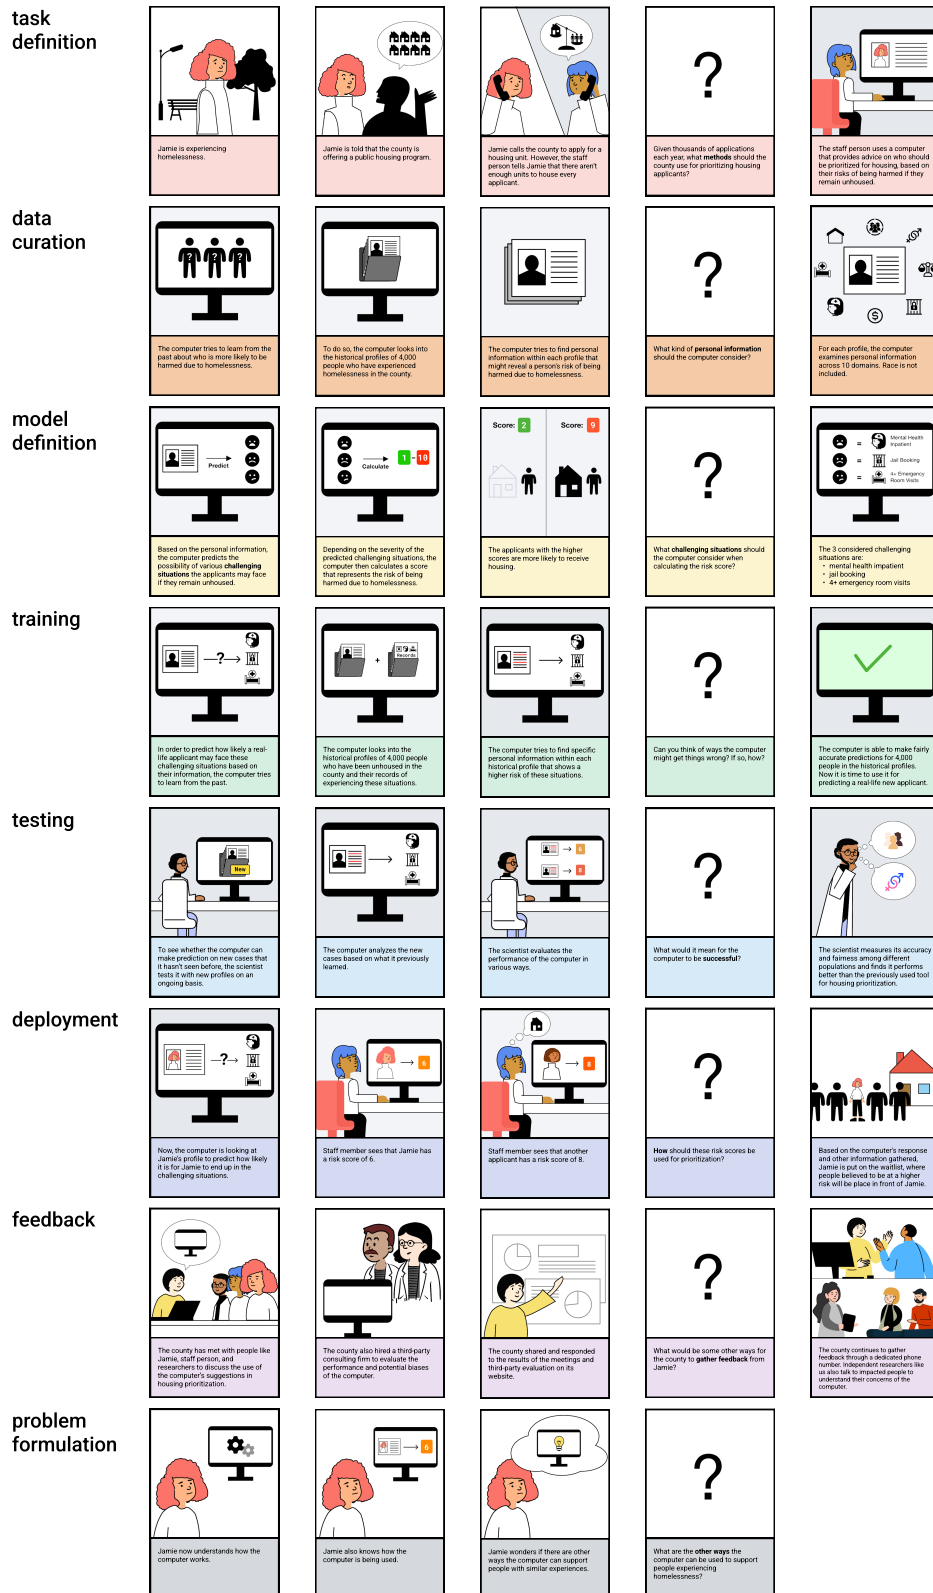 task
definition
Jamie is experiencing
homelessness.
Jamie is told that the county is
offering a public housing program.
Jamie calls the county to apply for a
housing unit. However, the staff
person tells Jamie that there aren't
enough units to house every
applicant.
?
Given thousands of applications
each year, what methods should the
county use for prioritizing housing
applicants?
The staff person uses a computer
that provides advice on who should
be prioritized for housing, based on
their risks of being harmed if they
remain unhoused.
data
curation
? ? ?
The computer tries to learn from the
past about who is more likely to be
harmed due to homelessness.
To do so, the computer looks into
the historical profiles of 4,000
people who have experienced
homelessness in the county.
The computer tries to find personal
information within each profile that
might reveal a person's risk of being
harmed due to homelessness.
?
What kind of personal information
should the computer consider?
$
For each profile, the computer
examines personal information
across 10 domains. Race is not
included.
model
definition
Predict
Based on the personal information,
the computer predicts the
possibility of various challenging
situations the applicants may face
if they remain unhoused.
Calculate
1 - 10
Depending on the severity of the
predicted challenging situations, the
computer then calculates a score
that represents the risk of being
harmed due to homelessness.
Score: 2
Score: 9
The applicants with the higher
scores are more likely to receive
housing.
?
What challenging situations should
the computer consider when
calculating the risk score?
= Mental Health
Inpatient
= Jail Booking
= 4+ Emergency
Room Visits
The 3 considered challenging
situations are:
• mental health impatient
• jail booking
• 4+ emergency room visits
training
?
In order to predict how likely a real-
life applicant may face these
challenging situations based on
their information, the computer tries
to learn from the past.
+
Records
The computer looks into the
historical profiles of 4,000 people
who have been unhoused in the
county and their records of
experiencing these situations.
The computer tries to find specific
personal information within each
historical profile that shows a
higher risk of these situations.
?
Can you think of ways the computer
might get things wrong? If so, how?
The computer is able to make fairly
accurate predictions for 4,000
people in the historical profiles.
Now it is time to use it for
predicting a real-life new applicant.
testing
New
To see whether the computer can
make prediction on new cases that
it hasn't seen before, the scientist
tests it with new profiles on an
ongoing basis.
The computer analyzes the new
cases based on what it previously
learned.
6
8
The scientist evaluates the
performance of the computer in
various ways.
?
What would it mean for the
computer to be successful?
The scientist measures its accuracy
and fairness among different
populations and finds it performs
better than the previously used tool
for housing prioritization.
deployment
?
Now, the computer is looking at
Jamie's profile to predict how likely
it is for Jamie to end up in the
challenging situations.
6
Staff member sees that Jamie has
a risk score of 6.
8
Staff member sees that another
applicant has a risk score of 8.
?
How should these risk scores be
used for prioritization?
Based on the computer's response
and other information gathered,
Jamie is put on the waitlist, where
people believed to be at a higher
risk will be place in front of Jamie.
feedback
The county has met with people like
Jamie, staff person, and
researchers to discuss the use of
the computer's suggestions in
housing prioritization.
The county also hired a third-party
consulting firm to evaluate the
performance and potential biases
of the computer.
The county shared and responded
to the results of the meetings and
third-party evaluation on its
website.
?
What would be some other ways for
the county to gather feedback from
Jamie?
The county continues to gather
feedback through a dedicated phone
number. Independent researchers like
us also talk to impacted people to
understand their concerns of the
computer.
problem
formulation
Jamie now understands how the
computer works.
6
Jamie also knows how the
computer is being used.
Jamie wonders if there are other
ways the computer can support
people with similar experiences.
?
What are the other ways the
computer can be used to support
people experiencing
homelessness?